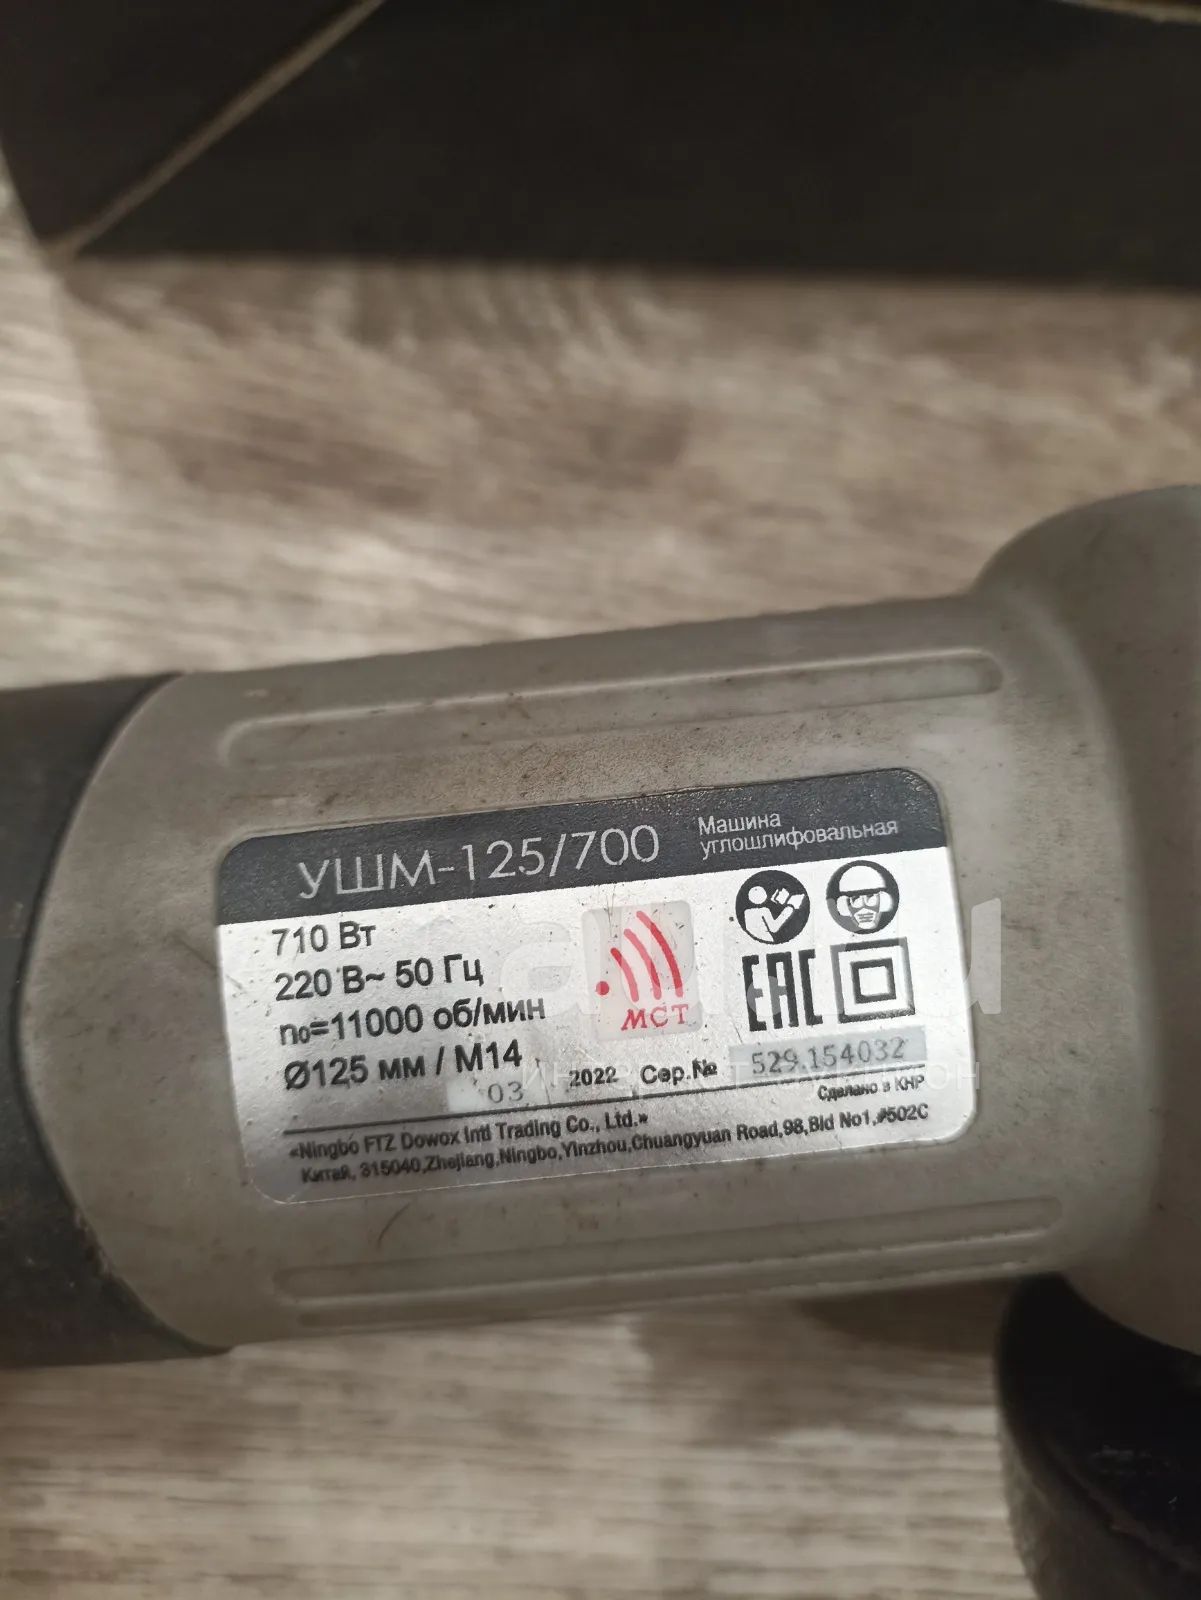 УШМ-125/700
Машина
углошлифовальная
710 Вт
220 В~ 50 Гц
n₀=11000 об/мин
Ø125 мм / M14
МСТ
EAC
03 2022 Сер.№ 529.154032
Сделано в КНР
«Ningbo FTZ Dowox Intl Trading Co., Ltd.»
Китай, 315040,Zhejiang,Ningbo,Yinzhou,Chuangyuan Road,98,Bld No1,#502C